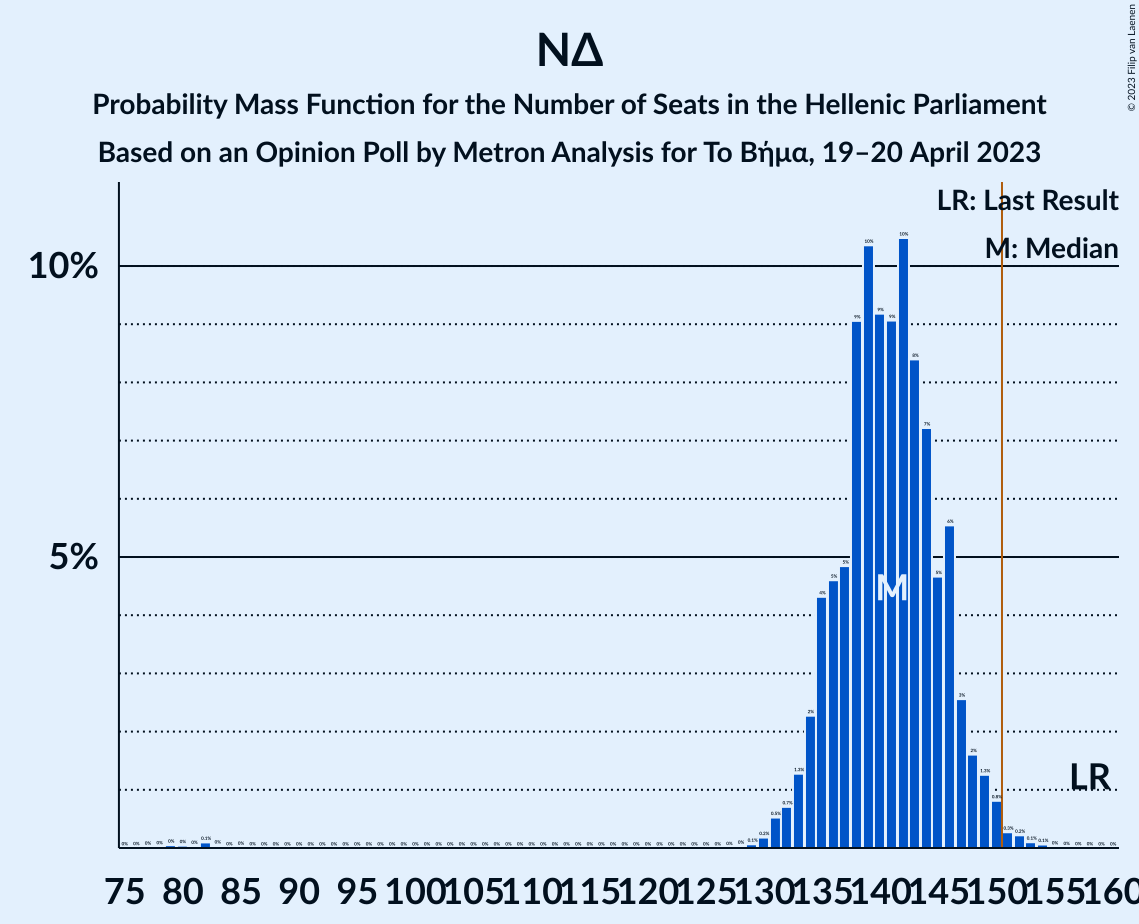 © 2023 Filip van Laenen
ΝΔ
Probability Mass Function for the Number of Seats in the Hellenic Parliament
Based on an Opinion Poll by Metron Analysis for Το Βήμα, 19–20 April 2023
LR: Last Result
M: Median
10%
5%
M
LR
75 80 85 90 95 100 105 110 115 120 125 130 135 140 145 150 155 160